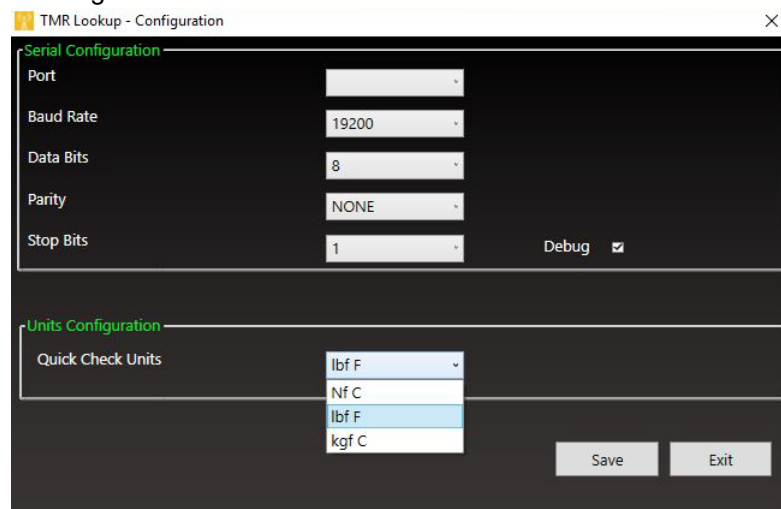 TMR Lookup - Configuration
Serial Configuration
Port
Baud Rate 19200
Data Bits 8
Parity NONE
Stop Bits 1 Debug
Units Configuration
Quick Check Units lbf F
Nf C
lbf F
kgf C
Save Exit